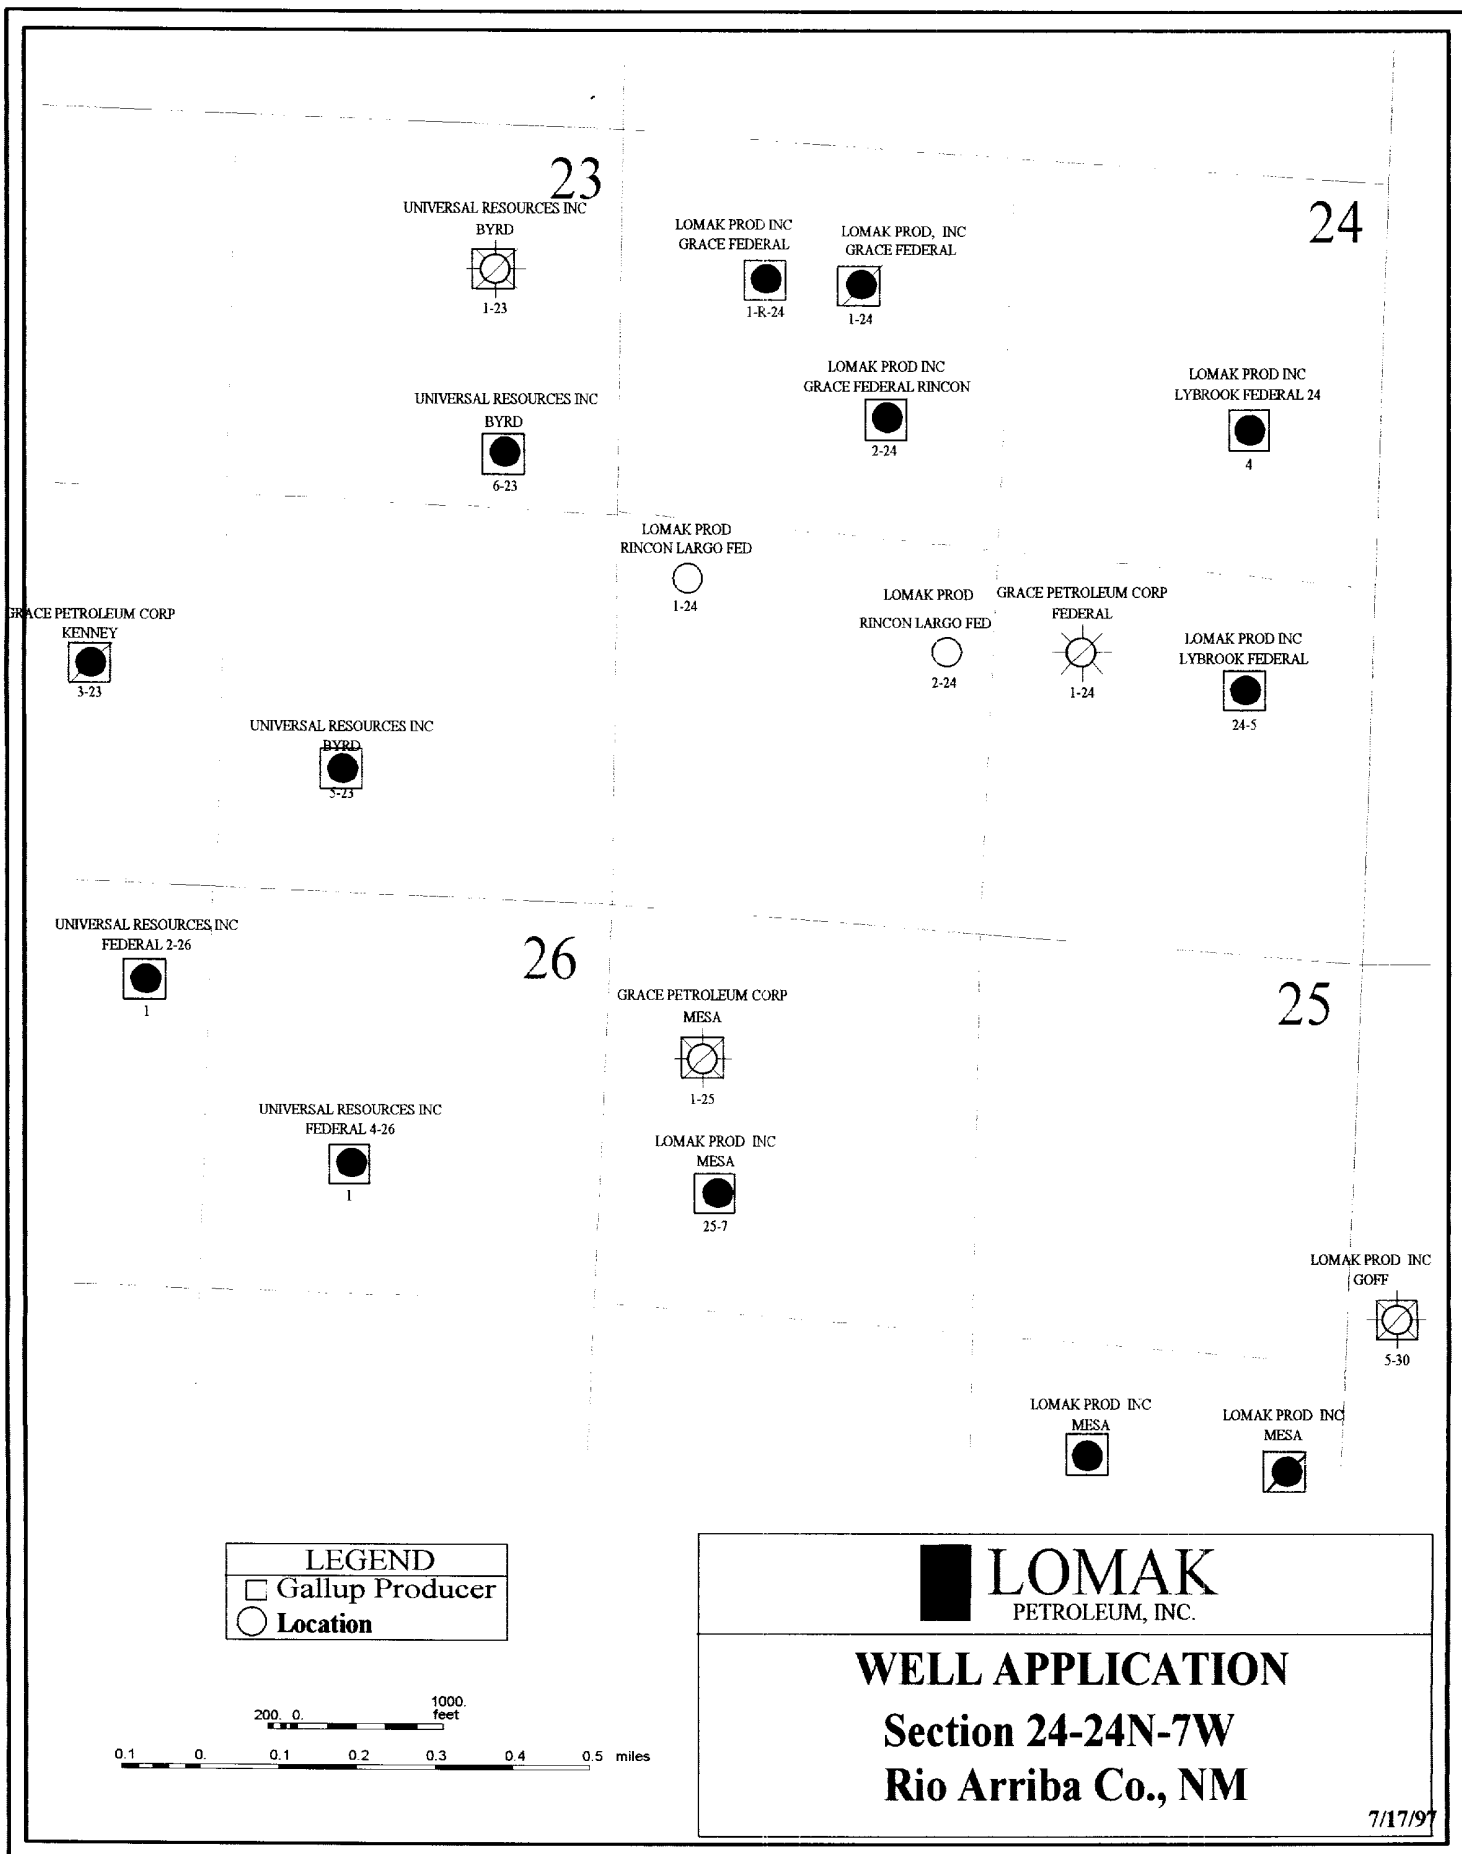 23
24
UNIVERSAL RESOURCES INC
BYRD
1-23
LOMAK PROD INC
GRACE FEDERAL
1-R-24
LOMAK PROD, INC
GRACE FEDERAL
1-24
LOMAK PROD INC
GRACE FEDERAL RINCON
2-24
LOMAK PROD INC
LYBROOK FEDERAL 24
4
UNIVERSAL RESOURCES INC
BYRD
6-23
LOMAK PROD
RINCON LARGO FED
1-24
LOMAK PROD
RINCON LARGO FED
2-24
GRACE PETROLEUM CORP
FEDERAL
1-24
LOMAK PROD INC
LYBROOK FEDERAL
24-5
GRACE PETROLEUM CORP
KENNEY
3-23
UNIVERSAL RESOURCES INC
BYRD
5-23
UNIVERSAL RESOURCES INC
FEDERAL 2-26
1
26
25
GRACE PETROLEUM CORP
MESA
1-25
UNIVERSAL RESOURCES INC
FEDERAL 4-26
1
LOMAK PROD INC
MESA
25-7
LOMAK PROD INC
GOFF
5-30
LOMAK PROD INC
MESA
LOMAK PROD INC
MESA
LEGEND
Gallup Producer
Location
200. 0. 1000.
feet
0.1 0. 0.1 0.2 0.3 0.4 0.5 miles
LOMAK
PETROLEUM, INC.
WELL APPLICATION
Section 24-24N-7W
Rio Arriba Co., NM
7/17/97